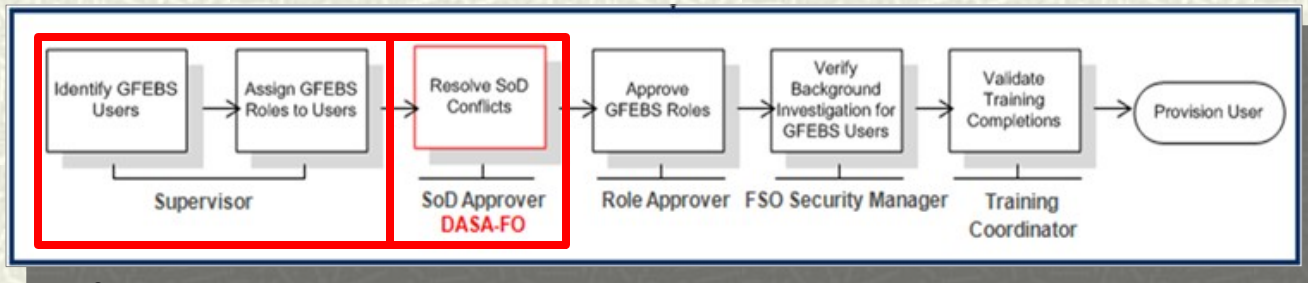 Identify GFEBS
Users
Assign GFEBS
Roles to Users
Resolve SoD
Conflicts
Approve
GFEBS Roles
Verify
Background
Investigation for
GFEBS Users
Validate
Training
Completions
Provision User
Supervisor
SoD Approver
DASA-FO
Role Approver
FSO Security Manager
Training
Coordinator